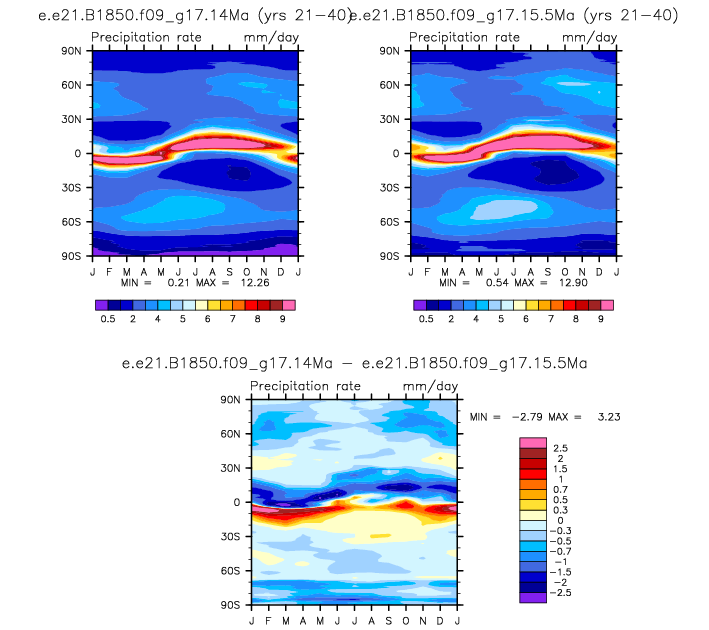 e.e21.B1850.f09_g17.14Ma (yrs 21-40)
e.e21.B1850.f09_g17.15.5Ma (yrs 21-40)
Precipitation rate mm/day
Precipitation rate mm/day
90N
60N
30N
0
30S
60S
90S
J F M A M J J A S O N D J
MIN = 0.21 MAX = 12.26
0.5 2 4 5 6 7 8 9
90N
60N
30N
0
30S
60S
90S
J F M A M J J A S O N D J
MIN = 0.54 MAX = 12.90
0.5 2 4 5 6 7 8 9
e.e21.B1850.f09_g17.14Ma - e.e21.B1850.f09_g17.15.5Ma
Precipitation rate mm/day
90N
60N
30N
0
30S
60S
90S
J F M A M J J A S O N D J
MIN = -2.79 MAX = 3.23
2.5
2
1.5
1
0.7
0.5
0.3
0
-0.3
-0.5
-0.7
-1
-1.5
-2
-2.5